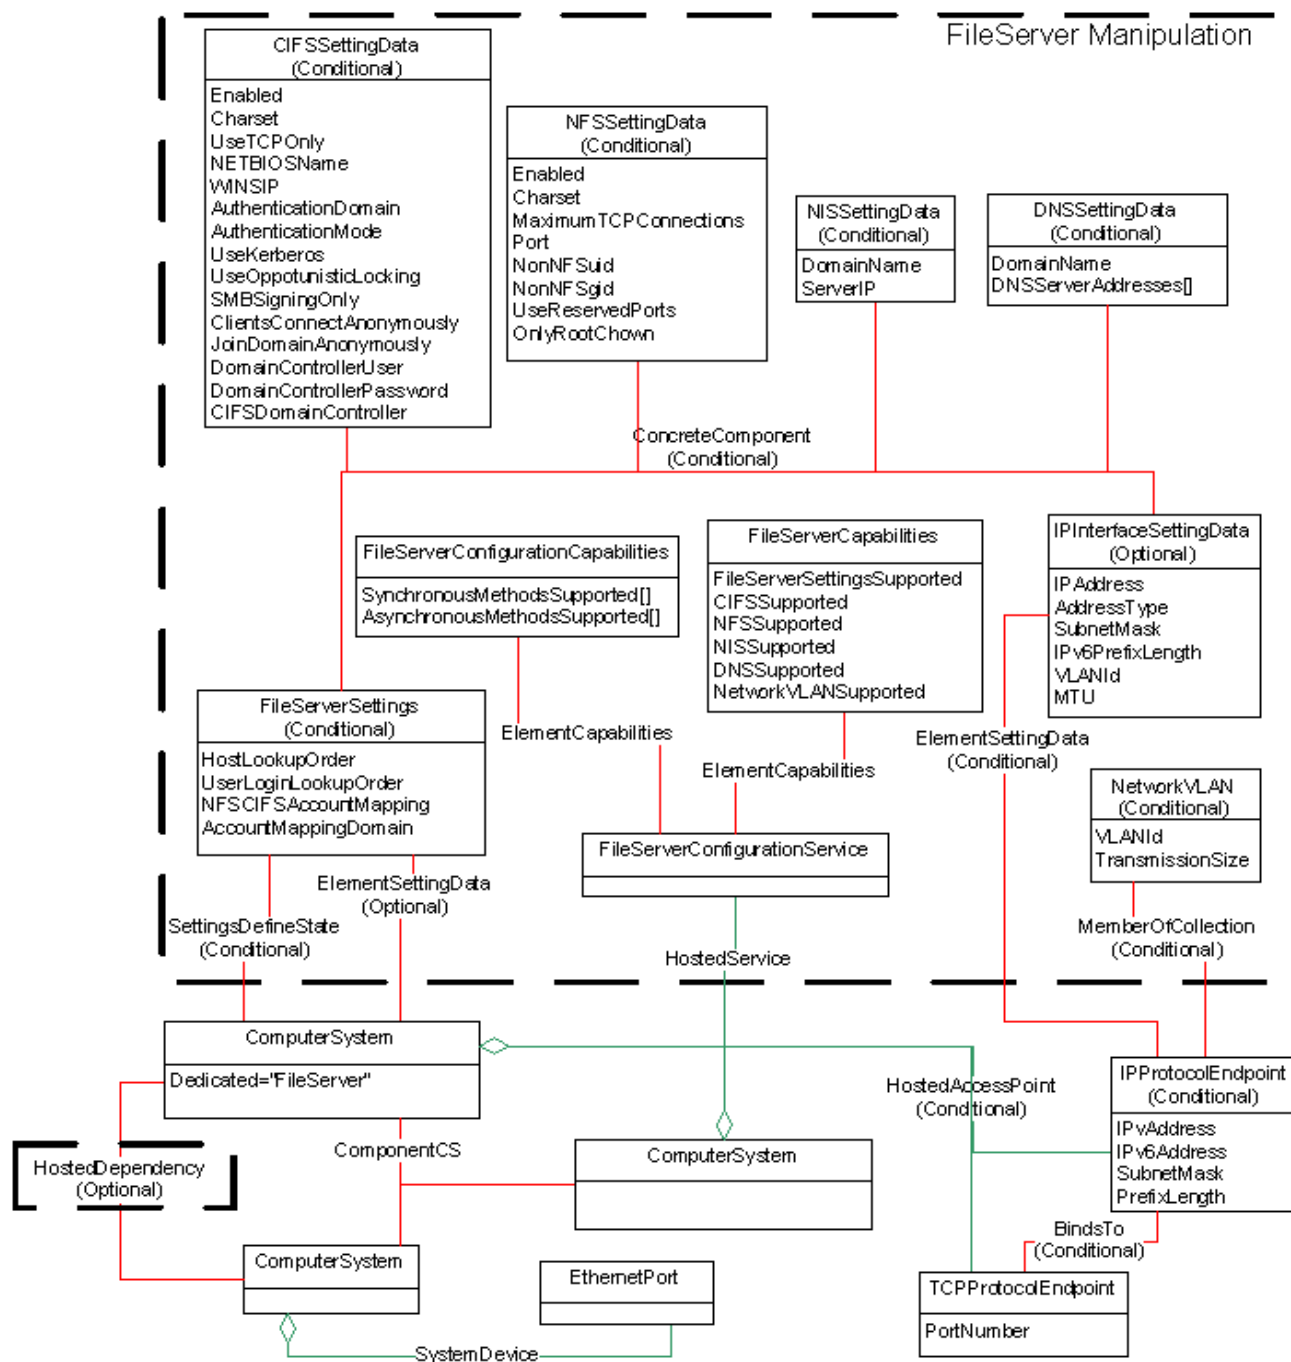 FileServer Manipulation
CIFSSettingData
(Conditional)
Enabled
Charset
UseTCPOnly
NETBIOSName
WINSIP
AuthenticationDomain
AuthenticationMode
UseKerberos
UseOppotunisticLocking
SMBSigningOnly
ClientsConnectAnonymously
JoinDomainAnonymously
DomainControllerUser
DomainControllerPassword
CIFSDomainController
NFSSettingData
(Conditional)
Enabled
Charset
MaximumTCPConnections
Port
NonNFSuid
NonNFSgid
UseReservedPorts
OnlyRootChown
NISSettingData
(Conditional)
DomainName
ServerIP
DNSSettingData
(Conditional)
DomainName
DNSServerAddresses[]
ConcreteComponent
(Conditional)
FileServerConfigurationCapabilities
SynchronousMethodsSupported[]
AsynchronousMethodsSupported[]
FileServerCapabilities
FileServerSettingsSupported
CIFSSupported
NFSSupported
NISSupported
DNSSupported
NetworkVLANSupported
IPInterfaceSettingData
(Optional)
IPAddress
AddressType
SubnetMask
IPv6PrefixLength
VLANId
MTU
FileServerSettings
(Conditional)
HostLookupOrder
UserLoginLookupOrder
NFSCIFSAccountMapping
AccountMappingDomain
ElementCapabilities
ElementCapabilities
ElementSettingData
(Conditional)
NetworkVLAN
(Conditional)
VLANId
TransmissionSize
FileServerConfigurationService
ElementSettingData
(Optional)
SettingsDefineState
(Conditional)
HostedService
MemberOfCollection
(Conditional)
ComputerSystem
Dedicated="FileServer"
HostedAccessPoint
(Conditional)
IPProtocolEndpoint
(Conditional)
IPvAddress
IPv6Address
SubnetMask
PrefixLength
ComponentCS
ComputerSystem
HostedDependency
(Optional)
BindsTo
(Conditional)
ComputerSystem
EthernetPort
TCPProtocolEndpoint
PortNumber
SystemDevice